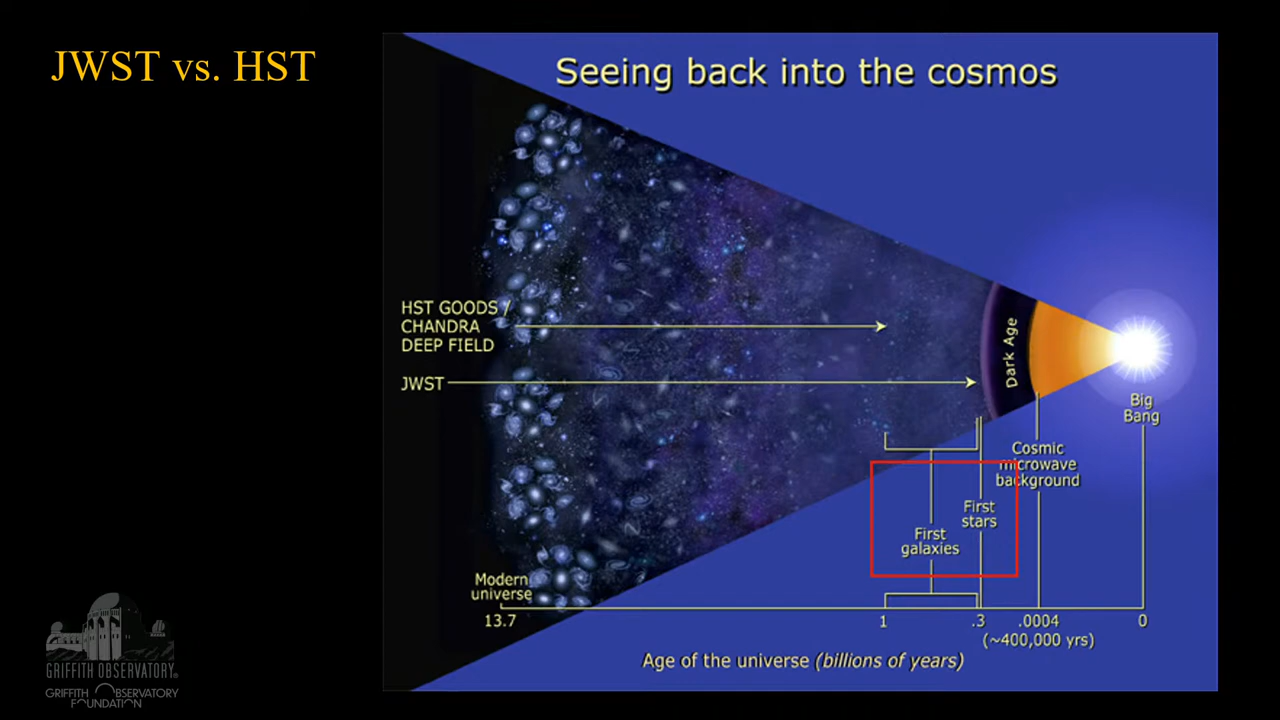 JWST vs. HST
Seeing back into the cosmos
HST GOODS /
CHANDRA
DEEP FIELD
JWST
Dark Age
Big
Bang
Cosmic
microwave
background
First
stars
First
galaxies
Modern
universe
13.7
1
.3
.0004
0
(~400,000 yrs)
Age of the universe (billions of years)
GRIFFITH OBSERVATORY
GRIFFITH OBSERVATORY
FOUNDATION